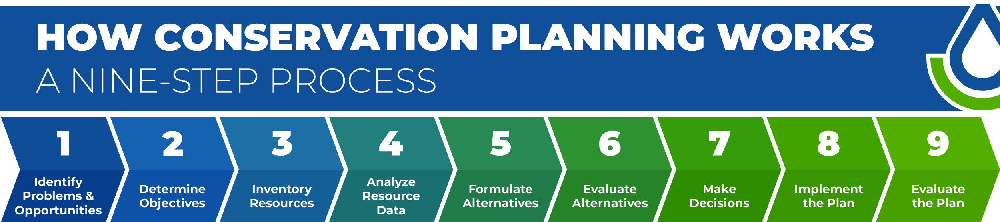 HOW CONSERVATION PLANNING WORKS
A NINE-STEP PROCESS
1
Identify
Problems &
Opportunities
2
Determine
Objectives
3
Inventory
Resources
4
Analyze
Resource
Data
5
Formulate
Alternatives
6
Evaluate
Alternatives
7
Make
Decisions
8
Implement
the Plan
9
Evaluate
the Plan